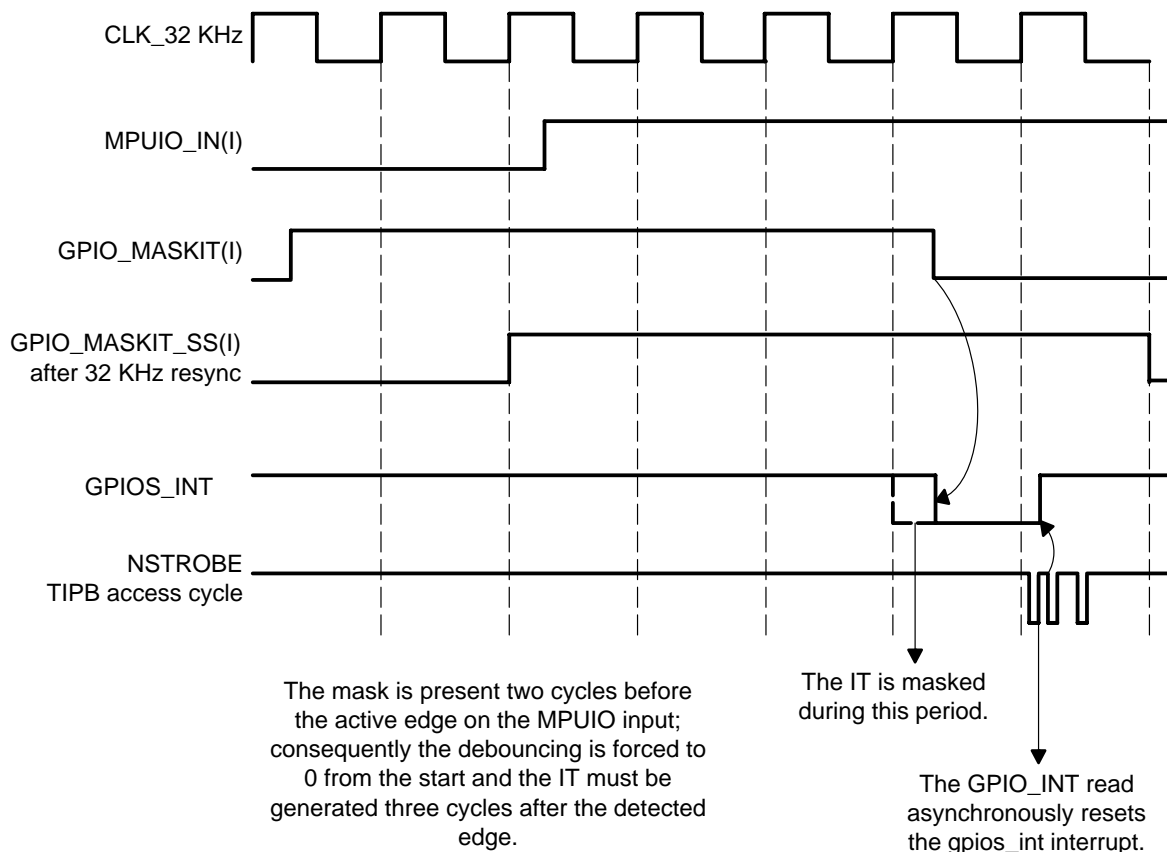 CLK_32 KHz
MPUIO_IN(I)
GPIO_MASKIT(I)
GPIO_MASKIT_SS(I)
after 32 KHz resync
GPIOS_INT
NSTROBE
TIPB access cycle
The mask is present two cycles before
the active edge on the MPUIO input;
consequently the debouncing is forced to
0 from the start and the IT must be
generated three cycles after the detected
edge.
The IT is masked
during this period.
The GPIO_INT read
asynchronously resets
the gpios_int interrupt.